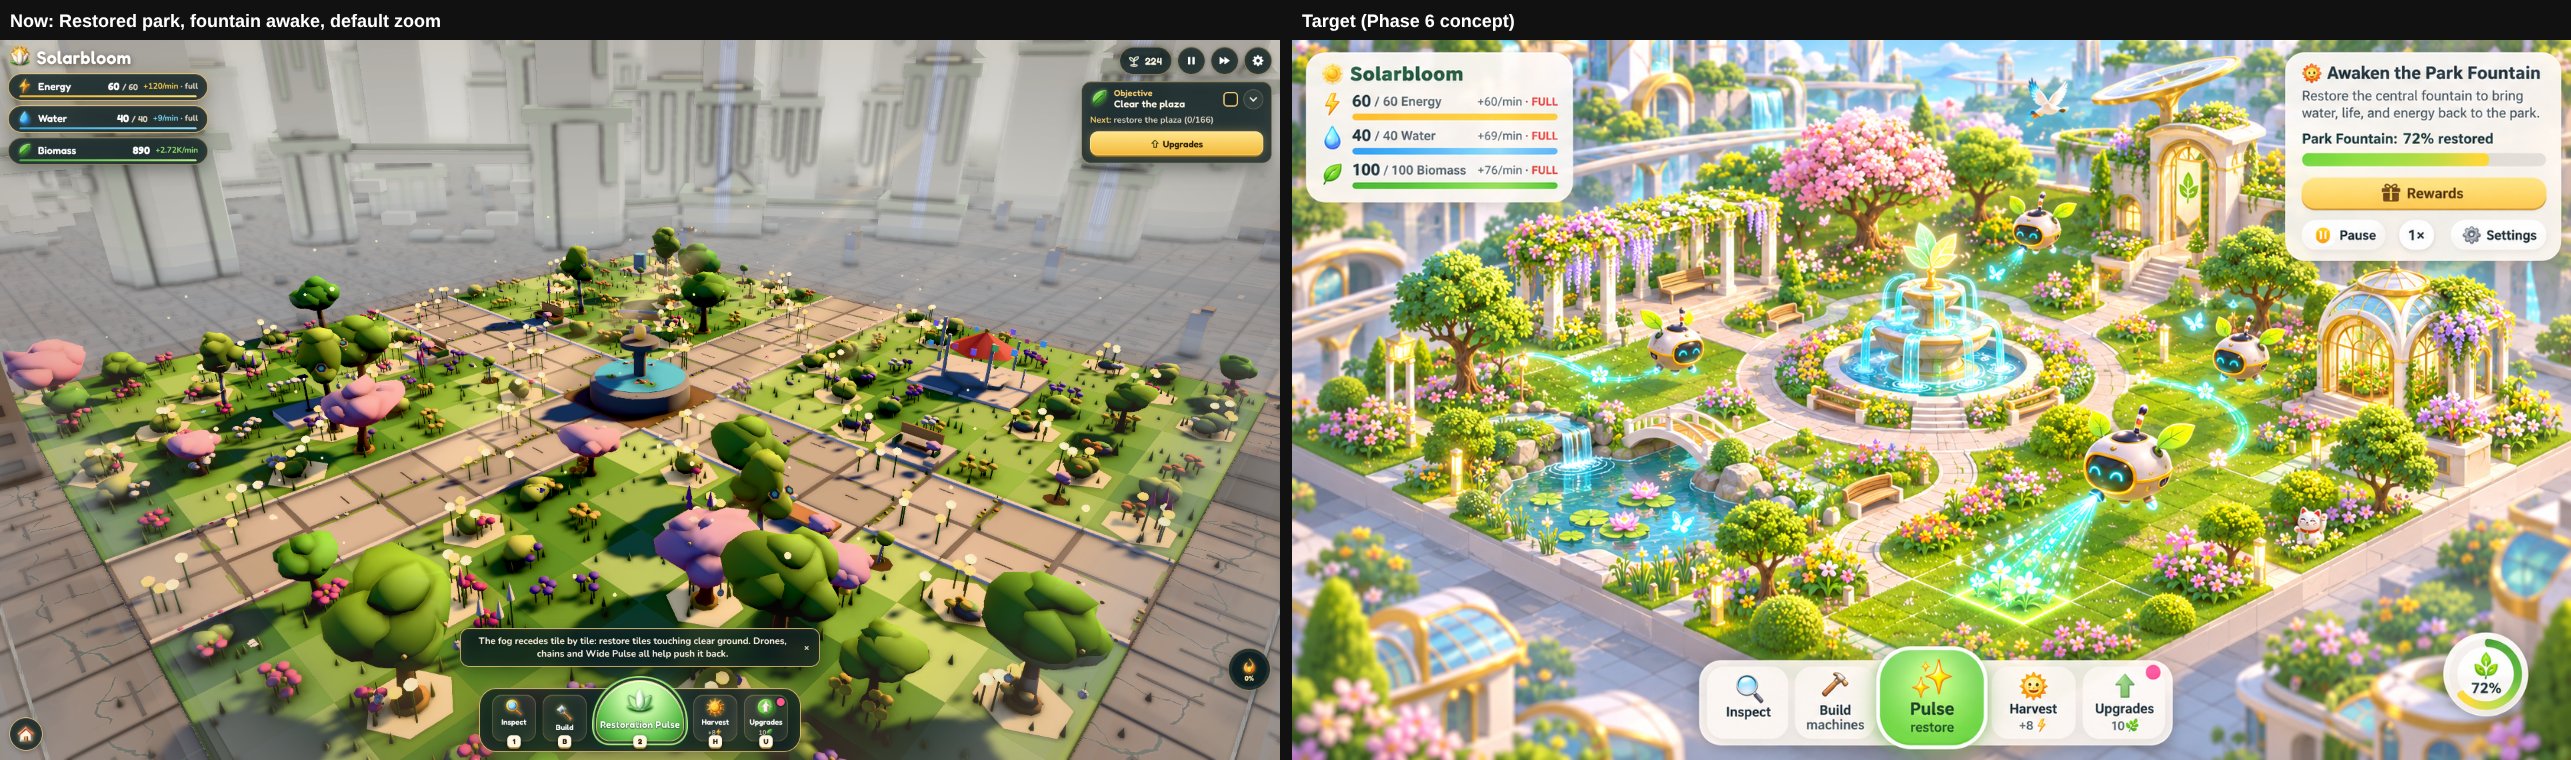 Now: Restored park, fountain awake, default zoom
Solarbloom
Energy 60 / 60 +120/min · full
Water 40 / 40 +9/min · full
Biomass 890 +2.72K/min
224
Objective
Clear the plaza
Next: restore the plaza (0/166)
Upgrades
The fog recedes tile by tile: restore tiles touching clear ground. Drones,
chains and Wide Pulse all help push it back.
×
0%
Inspect
1
Build
B
Restoration Pulse
2
Harvest
+8
H
Upgrades
10
U
Target (Phase 6 concept)
Solarbloom
60 / 60 Energy +60/min · FULL
40 / 40 Water +69/min · FULL
100 / 100 Biomass +76/min · FULL
Awaken the Park Fountain
Restore the central fountain to bring
water, life, and energy back to the park.
Park Fountain: 72% restored
Rewards
Pause
1×
Settings
Inspect
Build
machines
Pulse
restore
Harvest
+8
Upgrades
10
72%